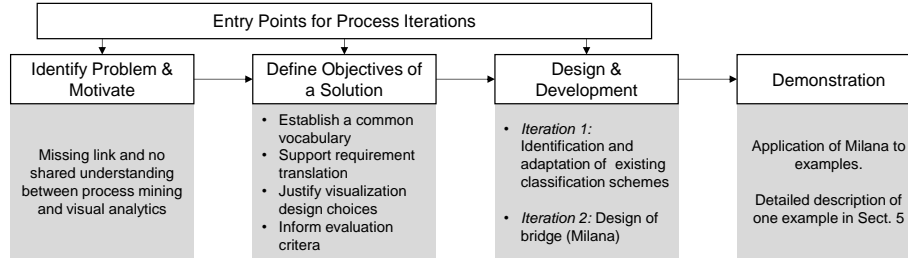 Entry Points for Process Iterations
Identify Problem &
Motivate
Missing link and no
shared understanding
between process mining
and visual analytics
Define Objectives of
a Solution
• Establish a common
vocabulary
• Support requirement
translation
• Justify visualization
design choices
• Inform evaluation
critera
Design &
Development
• Iteration 1:
Identification and
adaptation of existing
classification schemes
• Iteration 2: Design of
bridge (Milana)
Demonstration
Application of Milana to
examples.
Detailed description of
one example in Sect. 5